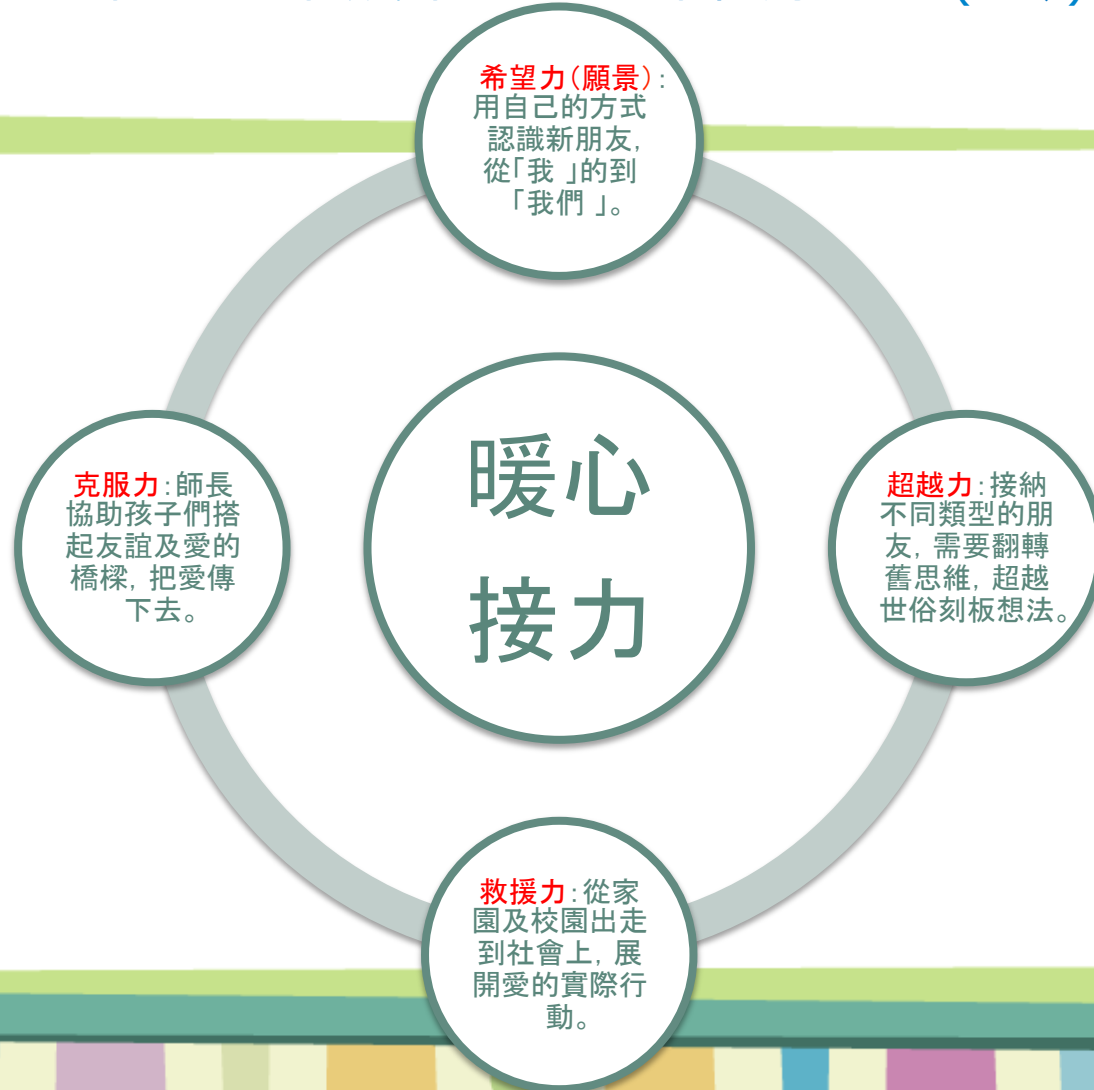 希望力(願景):
用自己的方式
認識新朋友,
從「我 」的到
「我們 」。
暖心
接力
克服力:師長
協助孩子們搭
起友誼及愛的
橋樑, 把愛傳
下去。
超越力:接納
不同類型的朋
友, 需要翻轉
舊思維, 超越
世俗刻板想法。
救援力:從家
園及校園出走
到社會上, 展
開愛的實際行
動。